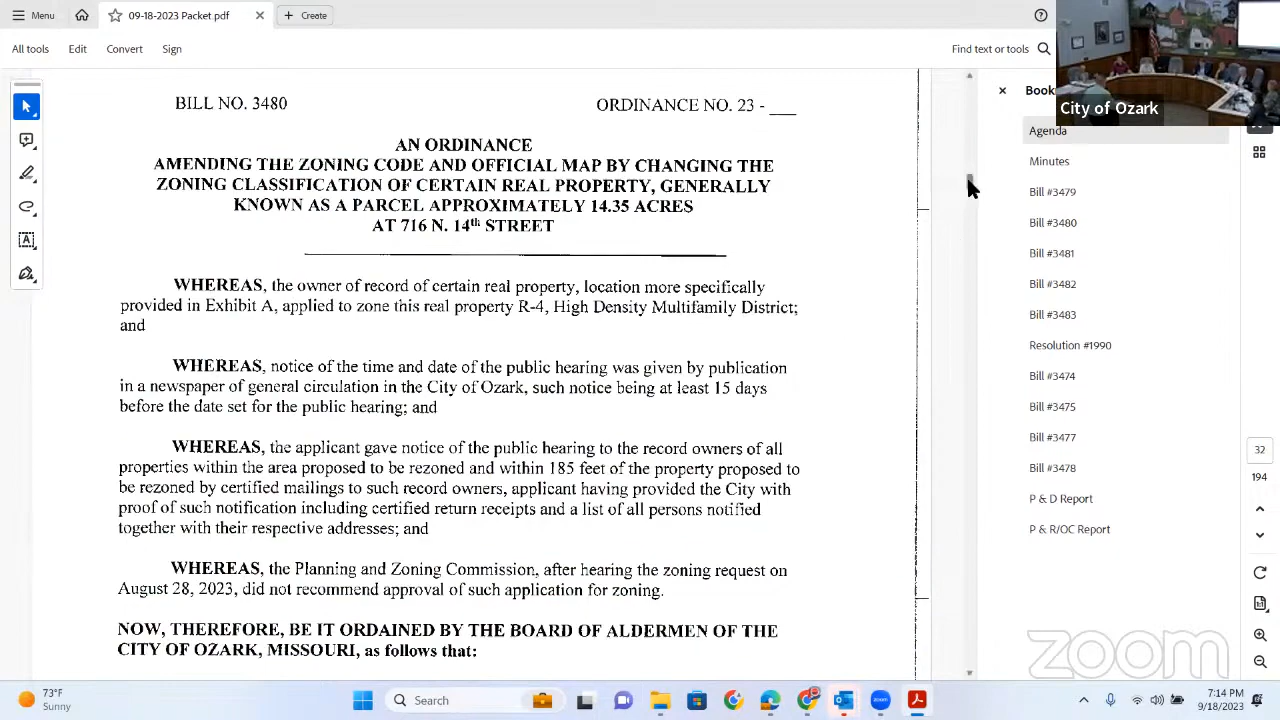 Menu
09-18-2023 Packet.pdf
Create
All tools
Edit
Convert
Sign
Find text or tools
BILL NO. 3480
ORDINANCE NO. 23 - ___
AN ORDINANCE
AMENDING THE ZONING CODE AND OFFICIAL MAP BY CHANGING THE
ZONING CLASSIFICATION OF CERTAIN REAL PROPERTY, GENERALLY
KNOWN AS A PARCEL APPROXIMATELY 14.35 ACRES
AT 716 N. 14th STREET
WHEREAS, the owner of record of certain real property, location more specifically
provided in Exhibit A, applied to zone this real property R-4, High Density Multifamily District;
and
WHEREAS, notice of the time and date of the public hearing was given by publication
in a newspaper of general circulation in the City of Ozark, such notice being at least 15 days
before the date set for the public hearing; and
WHEREAS, the applicant gave notice of the public hearing to the record owners of all
properties within the area proposed to be rezoned and within 185 feet of the property proposed to
be rezoned by certified mailings to such record owners, applicant having provided the City with
proof of such notification including certified return receipts and a list of all persons notified
together with their respective addresses; and
WHEREAS, the Planning and Zoning Commission, after hearing the zoning request on
August 28, 2023, did not recommend approval of such application for zoning.
NOW, THEREFORE, BE IT ORDAINED BY THE BOARD OF ALDERMEN OF THE
CITY OF OZARK, MISSOURI, as follows that:
City of Ozark
Book
Agenda
Minutes
Bill #3479
Bill #3480
Bill #3481
Bill #3482
Bill #3483
Resolution #1990
Bill #3474
Bill #3475
Bill #3477
Bill #3478
P & D Report
P & R/OC Report
32
194
zoom
73°F
Sunny
Search
7:14 PM
9/18/2023